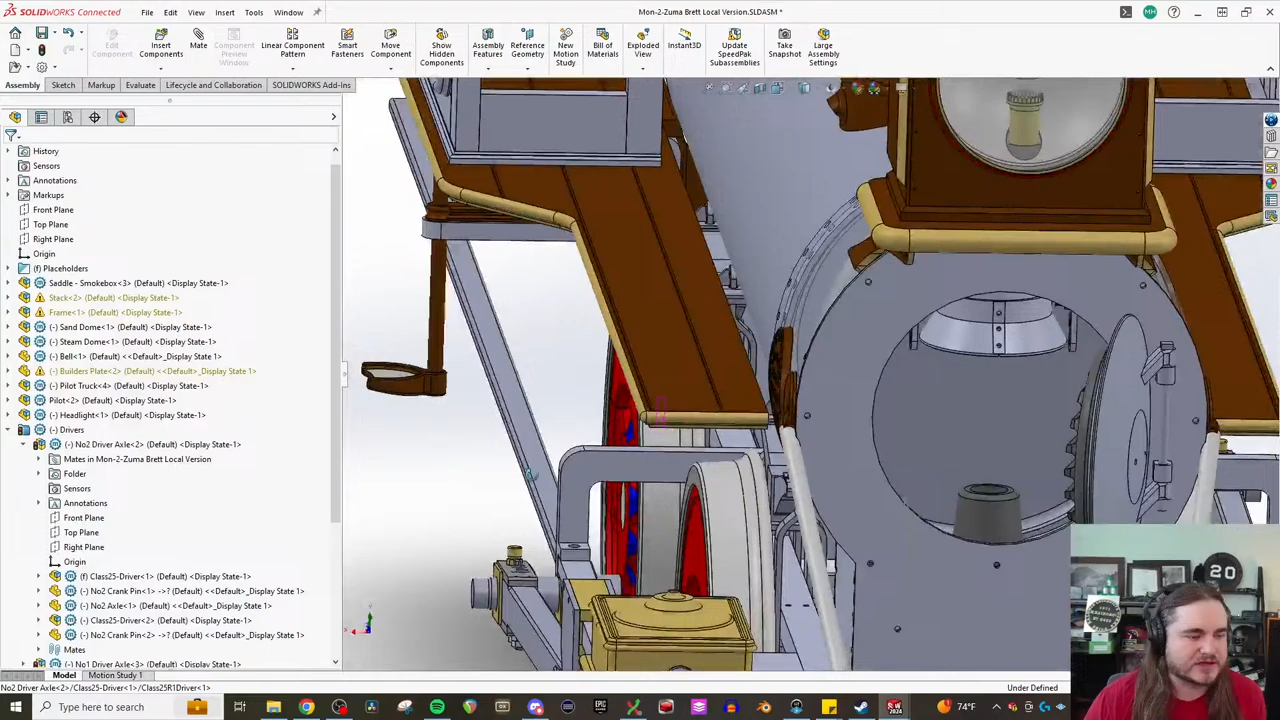 SOLIDWORKS Connected
File Edit View Insert Tools Window
Mon-2-Zuma Brett Local Version.SLDASM *
MH
Edit Component
Insert Components
Mate
Component Preview Window
Linear Component Pattern
Smart Fasteners
Move Component
Show Hidden Components
Assembly Features
Reference Geometry
New Motion Study
Bill of Materials
Exploded View
Instant3D
Update SpeedPak Subassemblies
Take Snapshot
Large Assembly Settings
Assembly Sketch Markup Evaluate Lifecycle and Collaboration SOLIDWORKS Add-Ins
History
Sensors
Annotations
Markups
Front Plane
Top Plane
Right Plane
Origin
(f) Placeholders
Saddle - Smokebox<3> (Default) <Display State-1>
Stack<2> (Default) <Display State-1>
Frame<1> (Default) <Display State-1>
(-) Sand Dome<1> (Default) <Display State-1>
(-) Steam Dome<1> (Default) <Display State-1>
(-) Bell<1> (Default) <<Default>_Display State 1>
(-) Builders Plate<2> (Default) <<Default>_Display State 1>
(-) Pilot Truck<4> (Default) <Display State-1>
Pilot<2> (Default) <Display State-1>
(-) Headlight<1> (Default) <Display State-1>
(-) Drivers
(-) No2 Driver Axle<2> (Default) <Display State-1>
Mates in Mon-2-Zuma Brett Local Version
Folder
Sensors
Annotations
Front Plane
Top Plane
Right Plane
Origin
(f) Class25-Driver<1> (Default) <Display State-1>
(-) No2 Crank Pin<1> ->? (Default) <<Default>_Display State 1>
(-) No2 Axle<1> (Default) <<Default>_Display State 1>
(-) Class25-Driver<2> (Default) <Display State-1>
(-) No2 Crank Pin<2> ->? (Default) <<Default>_Display State 1>
Mates
(-) No1 Driver Axle<3> (Default) <Display State-1>
Model Motion Study 1
No2 Driver Axle<2>/Class25-Driver<1>/Class25R1Driver<1>
Under Defined
20
Type here to search
74°F